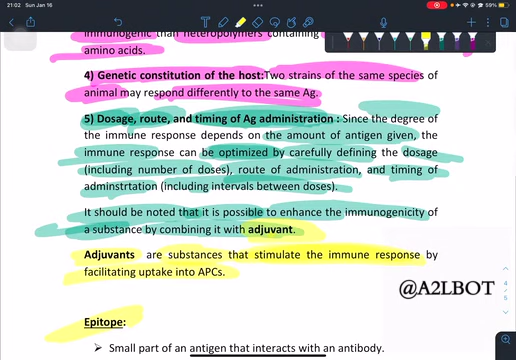 21:02 Sun Jan 16
59%
immunogenic than heteropolymers containing
amino acids.
4) Genetic constitution of the host: Two strains of the same species of
animal may respond differently to the same Ag.
5) Dosage, route, and timing of Ag administration : Since the degree of
the immune response depends on the amount of antigen given, the
immune response can be optimized by carefully defining the dosage
(including number of doses), route of administration, and timing of
adminstrtation (including intervals between doses).
It should be noted that it is possible to enhance the immunogenicity of
a substance by combining it with adjuvant.
Adjuvants are substances that stimulate the immune response by
facilitating uptake into APCs.
4
5
@A2LBOT
Epitope:
➢ Small part of an antigen that interacts with an antibody.